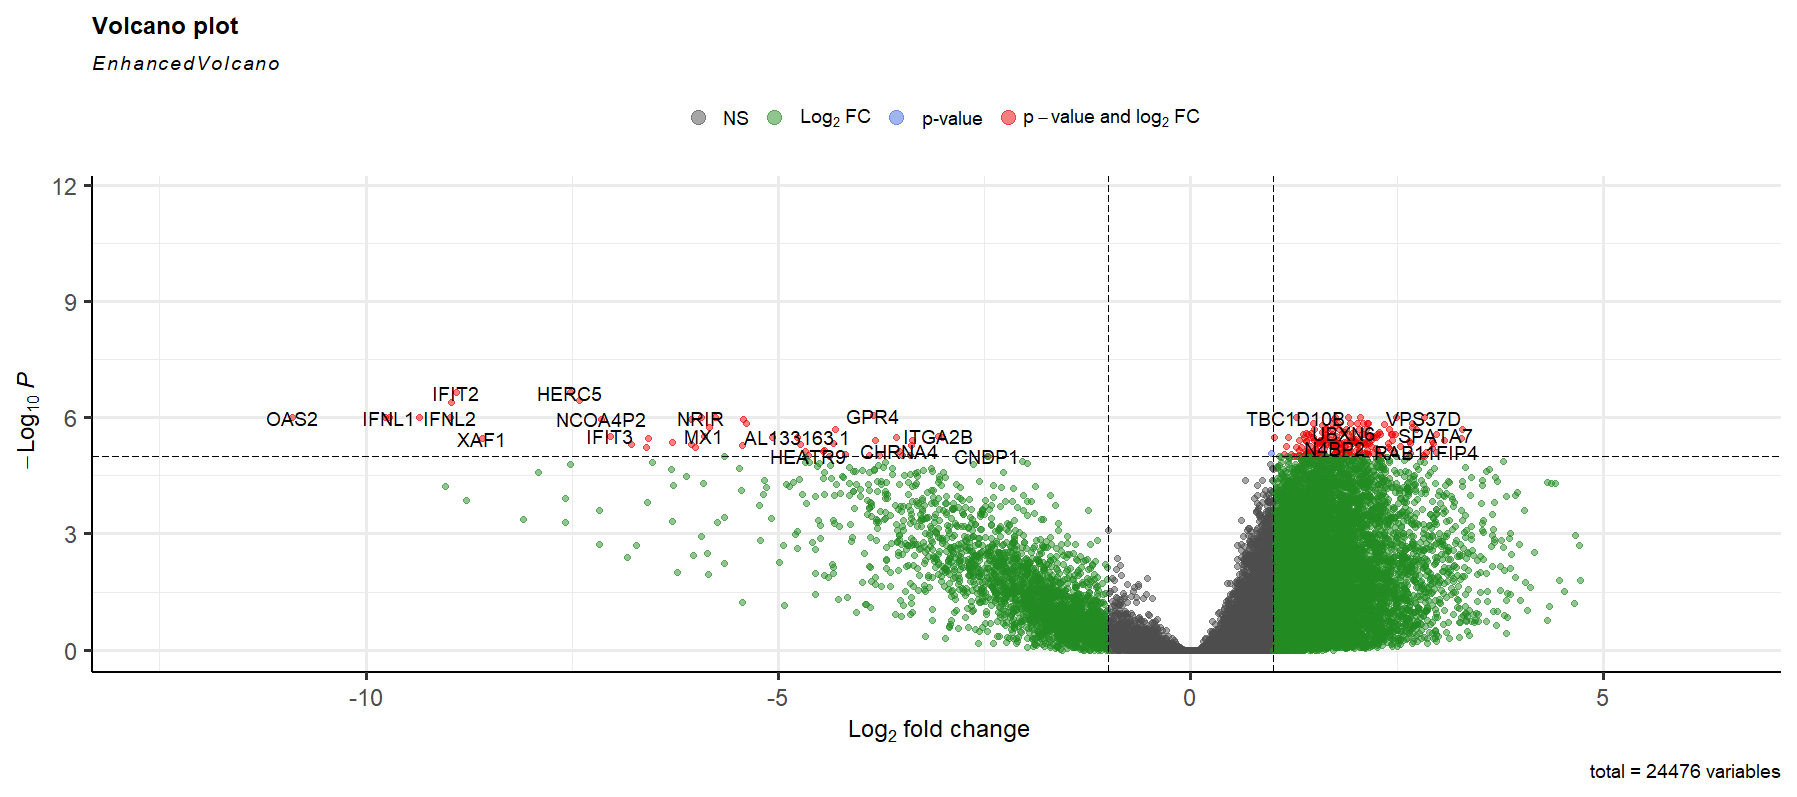 Volcano plot
EnhancedVolcano
NS Log2 FC p-value p – value and log2 FC
12
9
6
3
0
– Log10 P
IFIT2 HERC5
OAS2 IFNL1 IFNL2 NCOA4P2 NRIR GPR4 TBC1D10B VPS37D
XAF1 IFIT3 MX1 AL133163.1 ITGA2B UBXN6 SPATA7
HEATR9 CHRNA4 CNDP1 N4BP2 RAB11FIP4
-10 -5 0 5
Log2 fold change
total = 24476 variables